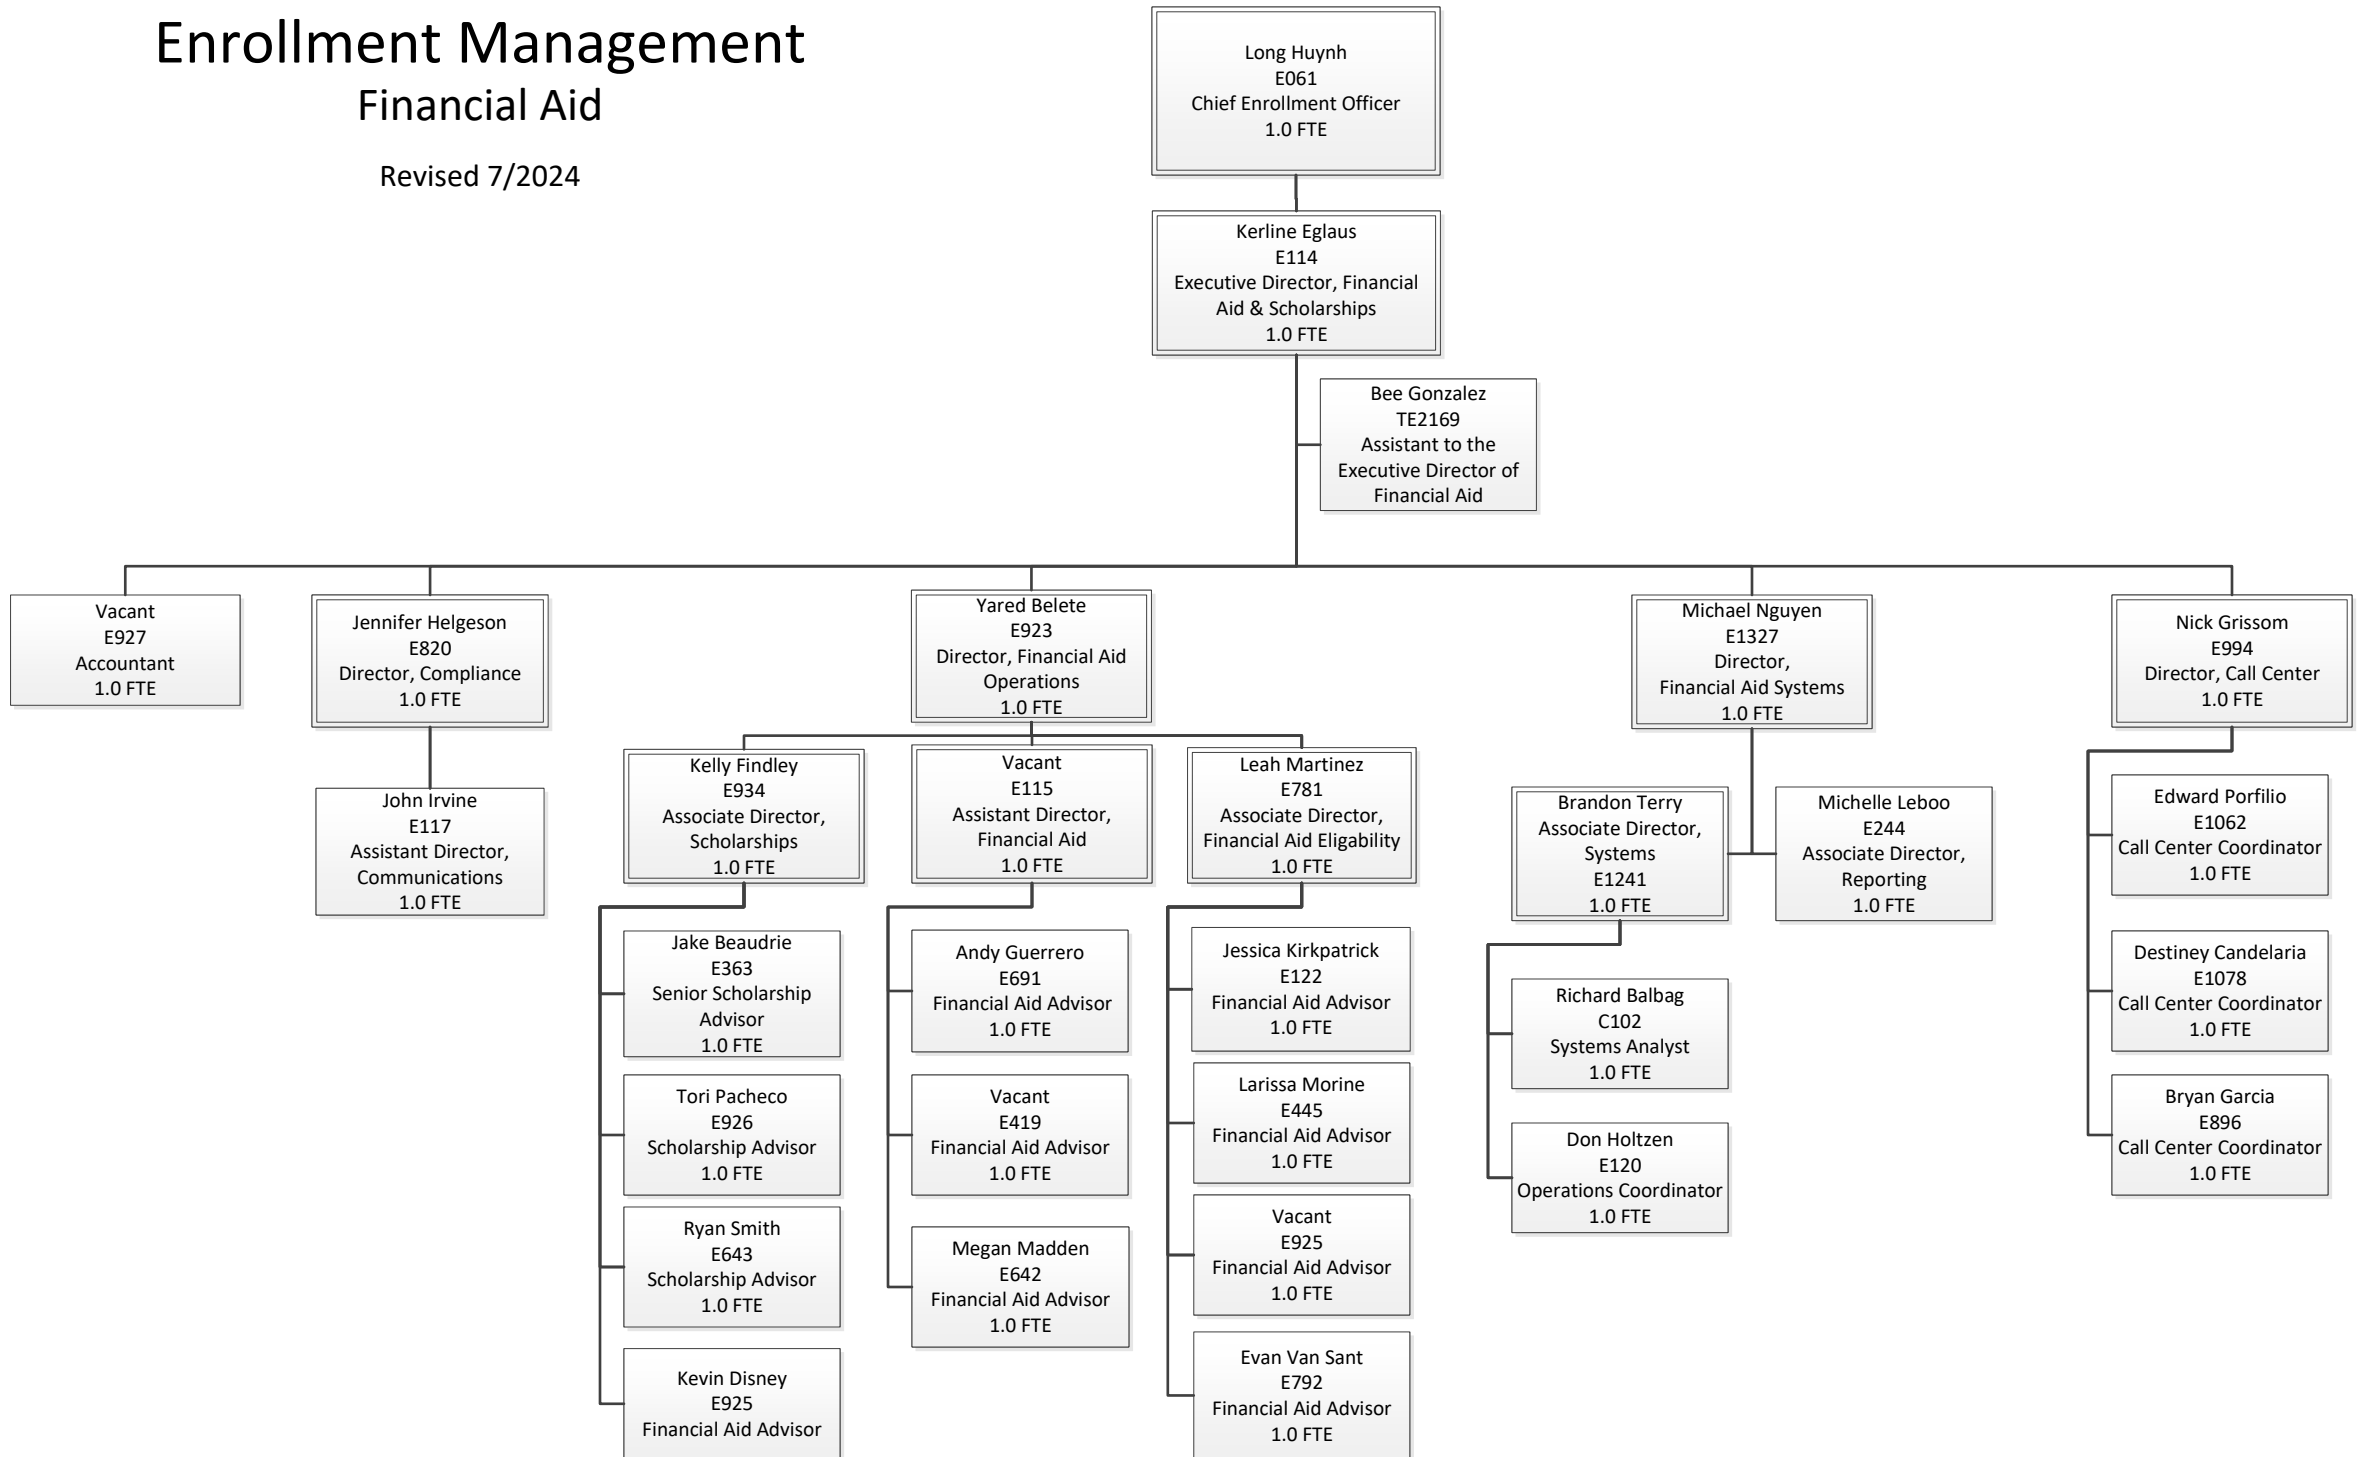 Enrollment Management
Financial Aid
Revised 7/2024
Long Huynh
E061
Chief Enrollment Officer
1.0 FTE
Kerline Eglaus
E114
Executive Director, Financial
Aid & Scholarships
1.0 FTE
Bee Gonzalez
TE2169
Assistant to the
Executive Director of
Financial Aid
Vacant
E927
Accountant
1.0 FTE
Jennifer Helgeson
E820
Director, Compliance
1.0 FTE
John Irvine
E117
Assistant Director,
Communications
1.0 FTE
Yared Belete
E923
Director, Financial Aid
Operations
1.0 FTE
Kelly Findley
E934
Associate Director,
Scholarships
1.0 FTE
Jake Beaudrie
E363
Senior Scholarship
Advisor
1.0 FTE
Tori Pacheco
E926
Scholarship Advisor
1.0 FTE
Ryan Smith
E643
Scholarship Advisor
1.0 FTE
Kevin Disney
E925
Financial Aid Advisor
Vacant
E115
Assistant Director,
Financial Aid
1.0 FTE
Andy Guerrero
E691
Financial Aid Advisor
1.0 FTE
Vacant
E419
Financial Aid Advisor
1.0 FTE
Megan Madden
E642
Financial Aid Advisor
1.0 FTE
Leah Martinez
E781
Associate Director,
Financial Aid Eligability
1.0 FTE
Jessica Kirkpatrick
E122
Financial Aid Advisor
1.0 FTE
Larissa Morine
E445
Financial Aid Advisor
1.0 FTE
Vacant
E925
Financial Aid Advisor
1.0 FTE
Evan Van Sant
E792
Financial Aid Advisor
1.0 FTE
Michael Nguyen
E1327
Director,
Financial Aid Systems
1.0 FTE
Brandon Terry
Associate Director,
Systems
E1241
1.0 FTE
Michelle Leboo
E244
Associate Director,
Reporting
1.0 FTE
Richard Balbag
C102
Systems Analyst
1.0 FTE
Don Holtzen
E120
Operations Coordinator
1.0 FTE
Nick Grissom
E994
Director, Call Center
1.0 FTE
Edward Porfilio
E1062
Call Center Coordinator
1.0 FTE
Destiney Candelaria
E1078
Call Center Coordinator
1.0 FTE
Bryan Garcia
E896
Call Center Coordinator
1.0 FTE